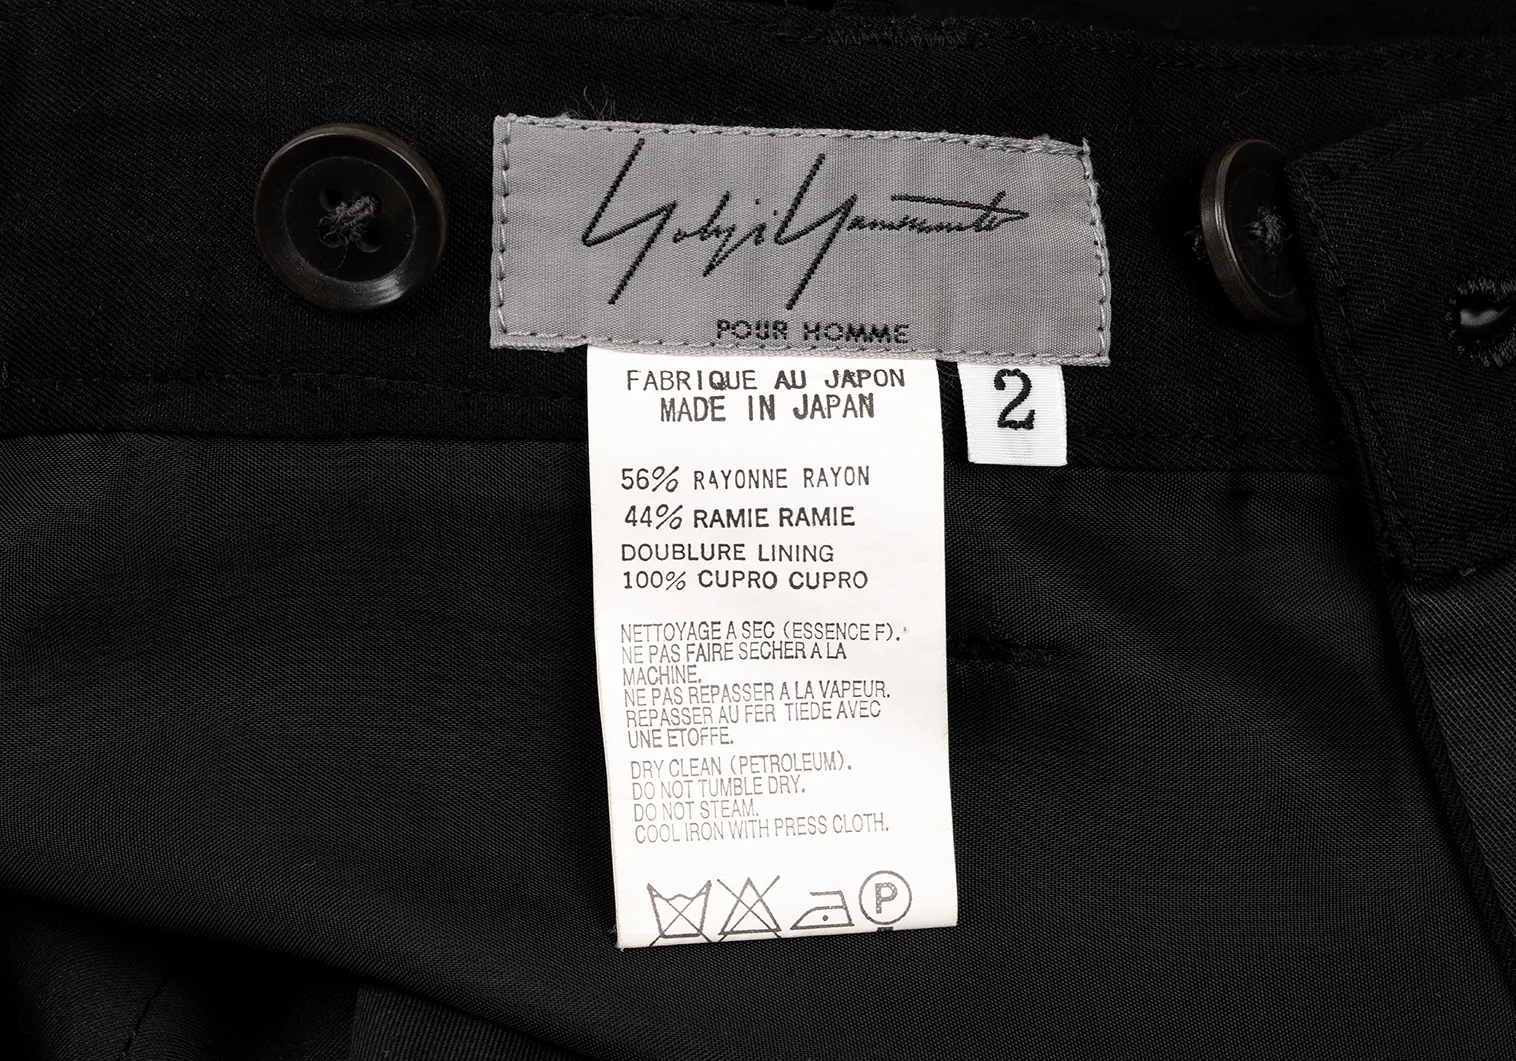 Yohji Yamamoto
POUR HOMME
FABRIQUE AU JAPON
MADE IN JAPAN
2
56% RAYONNE RAYON
44% RAMIE RAMIE
DOUBLURE LINING
100% CUPRO CUPRO
NETTOYAGE A SEC (ESSENCE F).
NE PAS FAIRE SECHER A LA
MACHINE.
NE PAS REPASSER A LA VAPEUR.
REPASSER AU FER TIEDE AVEC
UNE ETOFFE.
DRY CLEAN (PETROLEUM).
DO NOT TUMBLE DRY.
DO NOT STEAM.
COOL IRON WITH PRESS CLOTH.
P